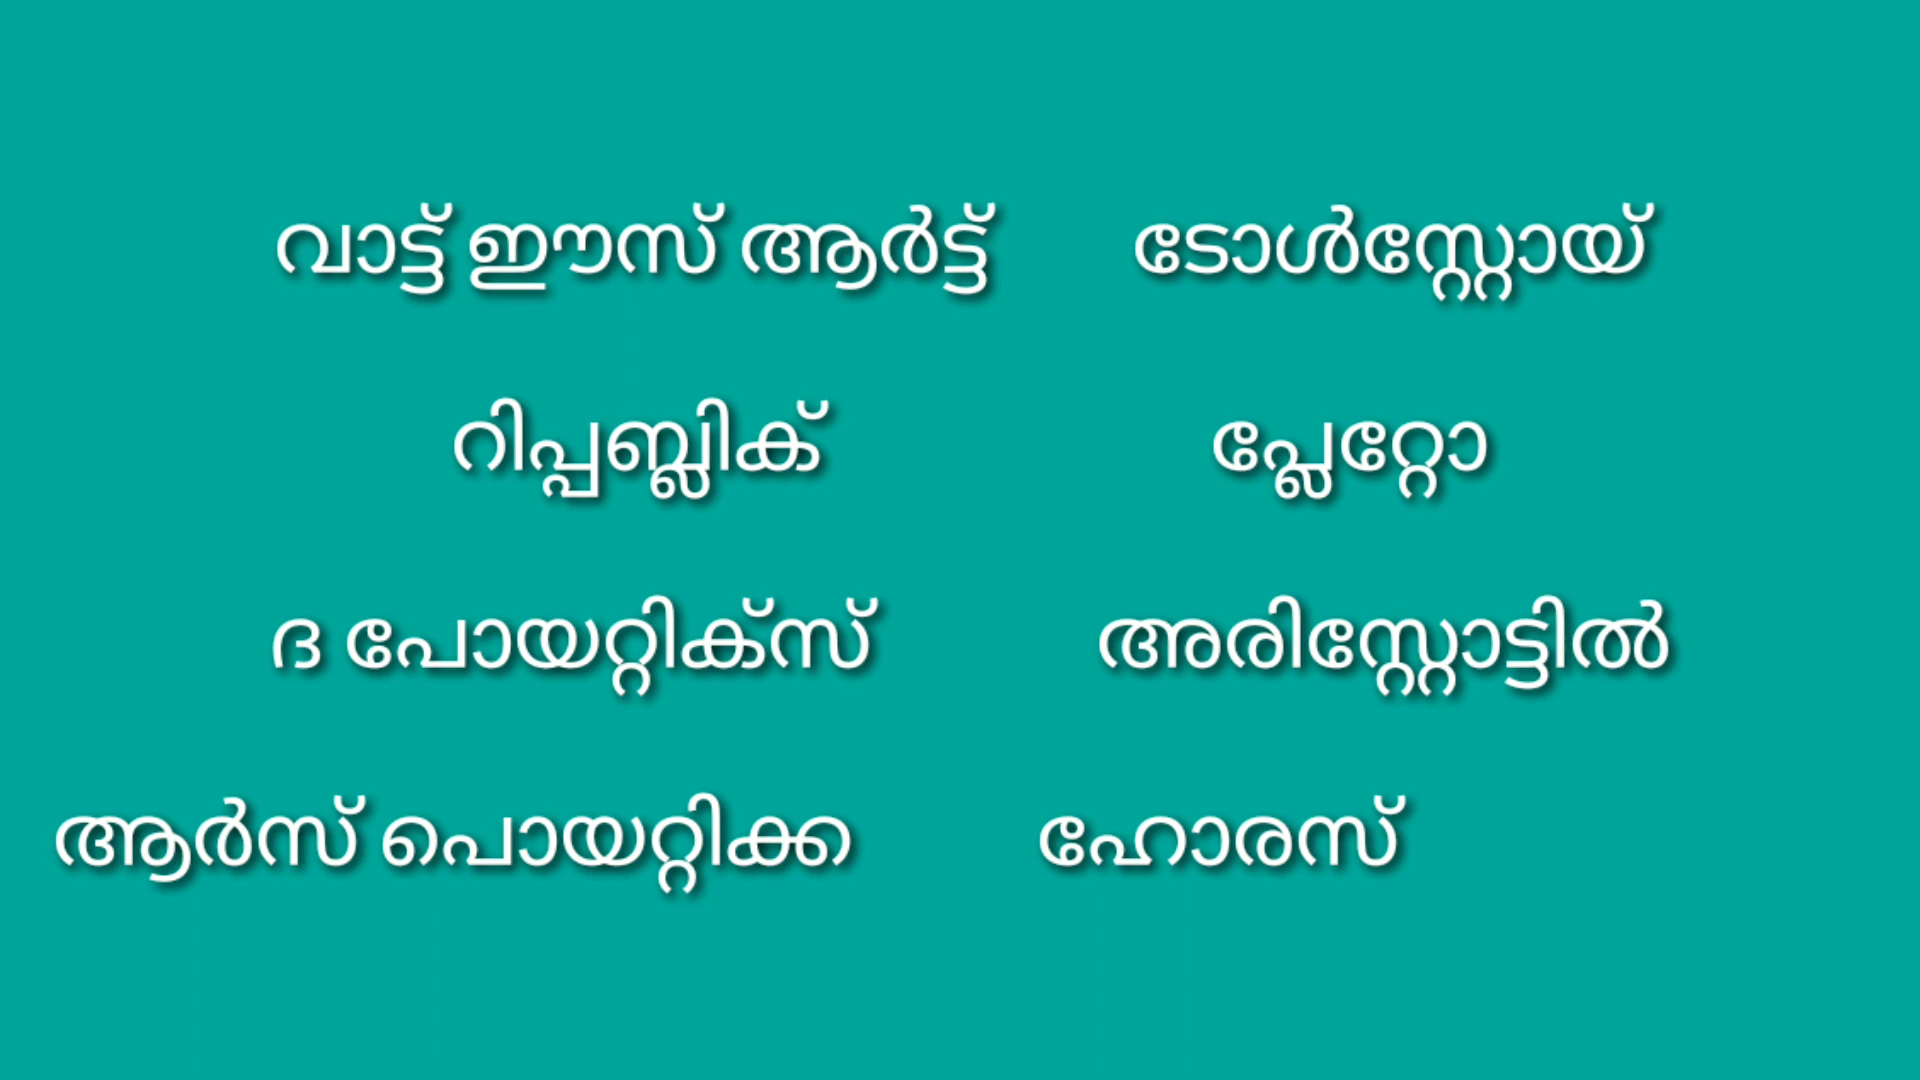 വാട്ട് ഈസ് ആർട്ട് ടോൾസ്റ്റോയ്
റിപ്പബ്ലിക് പ്ലേറ്റോ
ദ പോയറ്റിക്സ് അരിസ്റ്റോട്ടിൽ
ആർസ് പൊയറ്റിക്ക ഹോരസ്